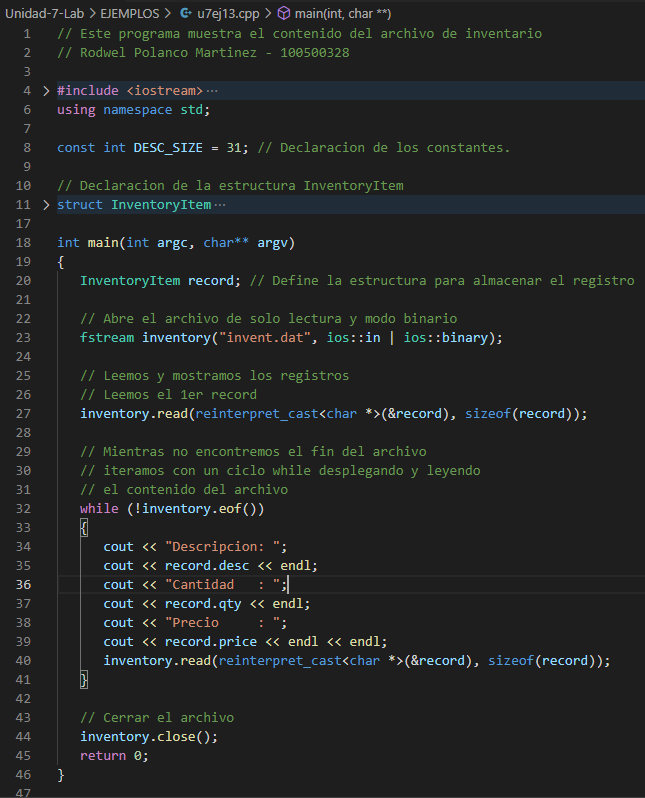 Unidad-7-Lab > EJEMPLOS > u7ej13.cpp > main(int, char **)
1 // Este programa muestra el contenido del archivo de inventario
2 // Rodwel Polanco Martinez - 100500328
3
4 > #include <iostream>···
6 using namespace std;
7
8 const int DESC_SIZE = 31; // Declaracion de los constantes.
9
10 // Declaracion de la estructura InventoryItem
11 > struct InventoryItem···
17
18 int main(int argc, char** argv)
19 {
20 InventoryItem record; // Define la estructura para almacenar el registro
21
22 // Abre el archivo de solo lectura y modo binario
23 fstream inventory("invent.dat", ios::in | ios::binary);
24
25 // Leemos y mostramos los registros
26 // Leemos el 1er record
27 inventory.read(reinterpret_cast<char *>(&record), sizeof(record));
28
29 // Mientras no encontremos el fin del archivo
30 // iteramos con un ciclo while desplegando y leyendo
31 // el contenido del archivo
32 while (!inventory.eof())
33 {
34 cout << "Descripcion: ";
35 cout << record.desc << endl;
36 cout << "Cantidad   : ";
37 cout << record.qty << endl;
38 cout << "Precio     : ";
39 cout << record.price << endl << endl;
40 inventory.read(reinterpret_cast<char *>(&record), sizeof(record));
41 }
42
43 // Cerrar el archivo
44 inventory.close();
45 return 0;
46 }
47